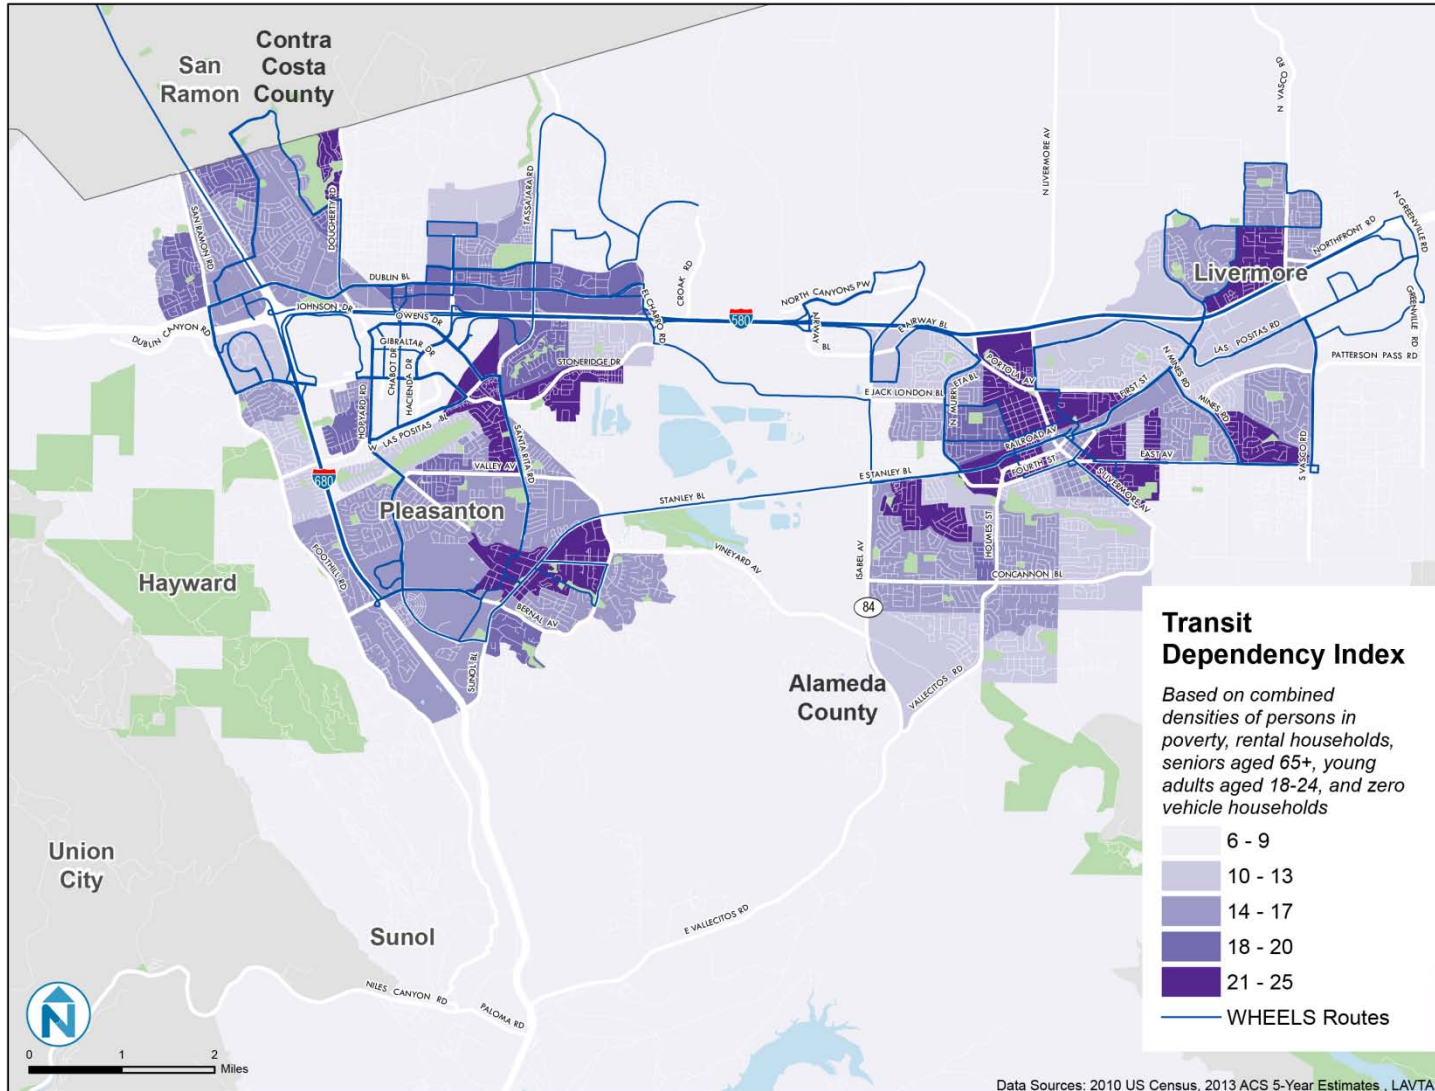 Contra
Costa
County
San
Ramon
N VASCO RD
N LIVERMORE AV
TASSAJARA RD
DOUGHERTY RD
SAN RAMON RD
N GREENVILLE RD
NORTHFRONT RD
Livermore
DUBLIN BL
CROAK RD
EL CHARRO RD
NORTH CANYONS PW
GREENVILLE RD
JOHNSON DR
OWENS DR
580
AIRWAY
BL
E AIRWAY BL
LAS POSITAS RD
DUBLIN CANYON RD
GIBRALTAR DR
CHABOT DR
HACIENDA DR
STONERIDGE DR
PORTOLA AV
N MINES RD
PATTERSON PASS RD
HOPYARD RD
W LAS POSITAS BL
E JACK LONDON BL
N MURRIETA BL
FIRST ST
MINES RD
SANTA RITA RD
RAILROAD AV
EAST AV
S VASCO RD
VALLEY AV
E STANLEY BL
FOURTH ST
680
STANLEY BL
S LIVERMORE AV
Pleasanton
HOLMES ST
FOOTHILL RD
VINEYARD AV
ISABEL AV
CONCANNON BL
Hayward
BERNAL AV
84
SUNOL BL
Alameda
County
VALLECITOS RD
Union
City
Sunol
E VALLECITOS RD
NILES CANYON RD
PALOMA RD
Transit
Dependency Index
Based on combined
densities of persons in
poverty, rental households,
seniors aged 65+, young
adults aged 18-24, and zero
vehicle households
6 - 9
10 - 13
14 - 17
18 - 20
21 - 25
WHEELS Routes
N
0 1 2
Miles
Data Sources: 2010 US Census, 2013 ACS 5-Year Estimates , LAVTA